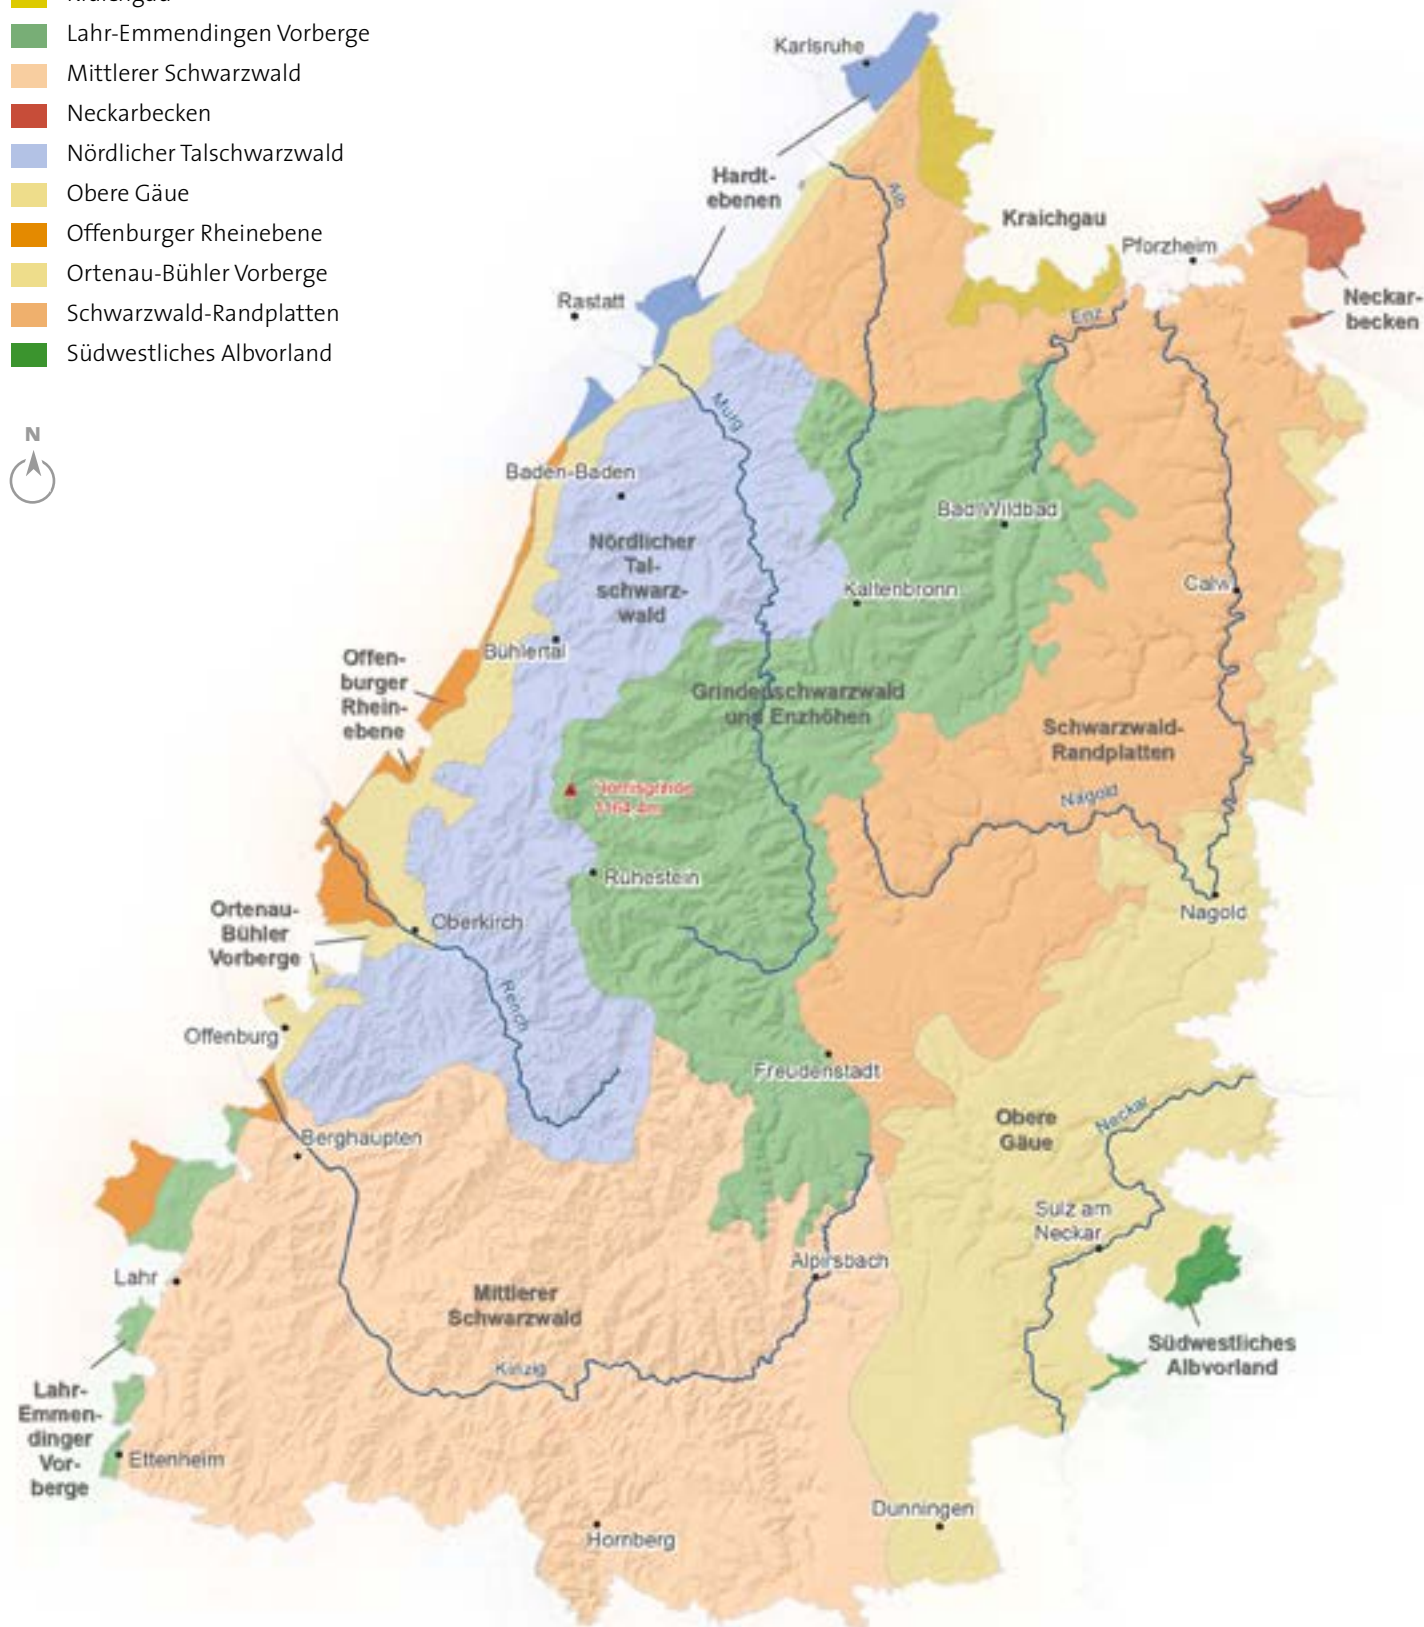 Kraichgau
Lahr-Emmendingen Vorberge
Mittlerer Schwarzwald
Neckarbecken
Nördlicher Talschwarzwald
Obere Gäue
Offenburger Rheinebene
Ortenau-Bühler Vorberge
Schwarzwald-Randplatten
Südwestliches Albvorland
N
Karlsruhe
Hardt-
ebenen
Alb
Kraichgau
Pforzheim
Neckar-
becken
Rastatt
Enz
Murg
Baden-Baden
Bad Wildbad
Nördlicher
Tal-
schwarz-
wald
Kaltenbronn
Calw
Bühlertal
Offen-
burger
Rhein-
ebene
Grindenschwarzwald
und Enzhöhen
Schwarzwald-
Randplatten
Hornisgrinde
1164,4m
Nagold
Ruhestein
Nagold
Ortenau-
Bühler
Vorberge
Oberkirch
Rench
Offenburg
Freudenstadt
Obere
Gäue
Neckar
Berghaupten
Sulz am
Neckar
Lahr
Alpirsbach
Mittlerer
Schwarzwald
Südwestliches
Albvorland
Kinzig
Lahr-
Emmen-
dinger
Vor-
berge
Ettenheim
Dunningen
Hornberg